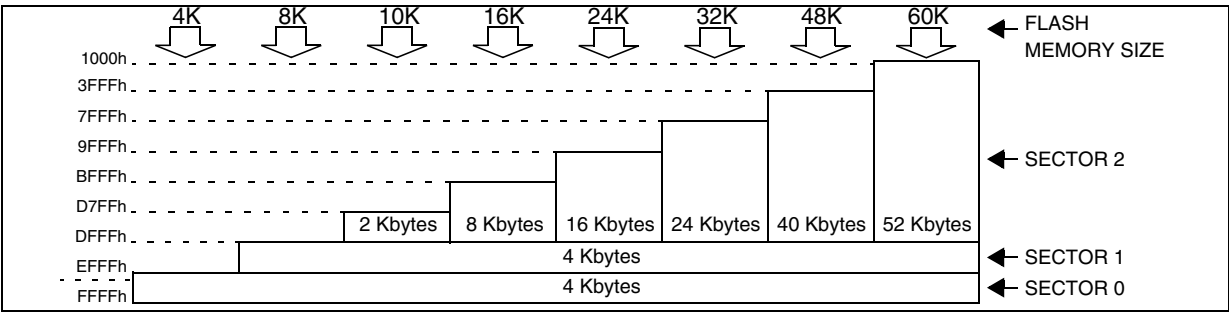 4K 8K 10K 16K 24K 32K 48K 60K
FLASH
MEMORY SIZE
1000h
3FFFh
7FFFh
9FFFh
SECTOR 2
BFFFh
D7FFh
2 Kbytes 8 Kbytes 16 Kbytes 24 Kbytes 40 Kbytes 52 Kbytes
DFFFh
4 Kbytes SECTOR 1
EFFFh
4 Kbytes SECTOR 0
FFFFh